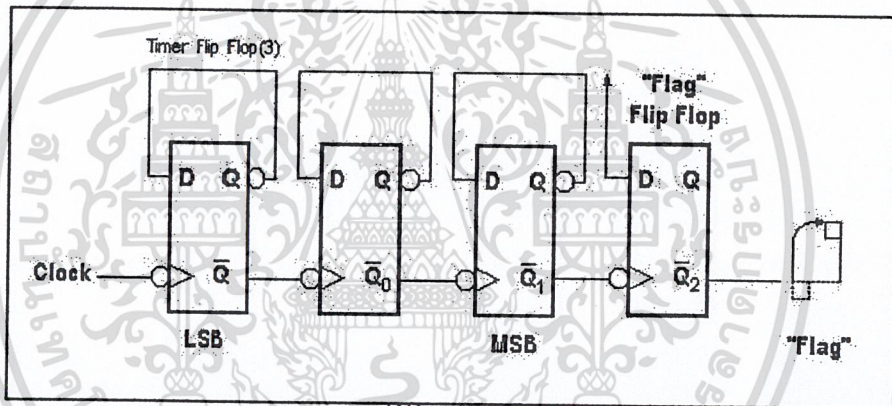 Timer Flip Flop(3)
"Flag"
Flip Flop
D Q
D Q
D Q
D Q
Clock
Q̅
Q̅₀
Q̅₁
Q̅₂
LSB
MSB
"Flag"